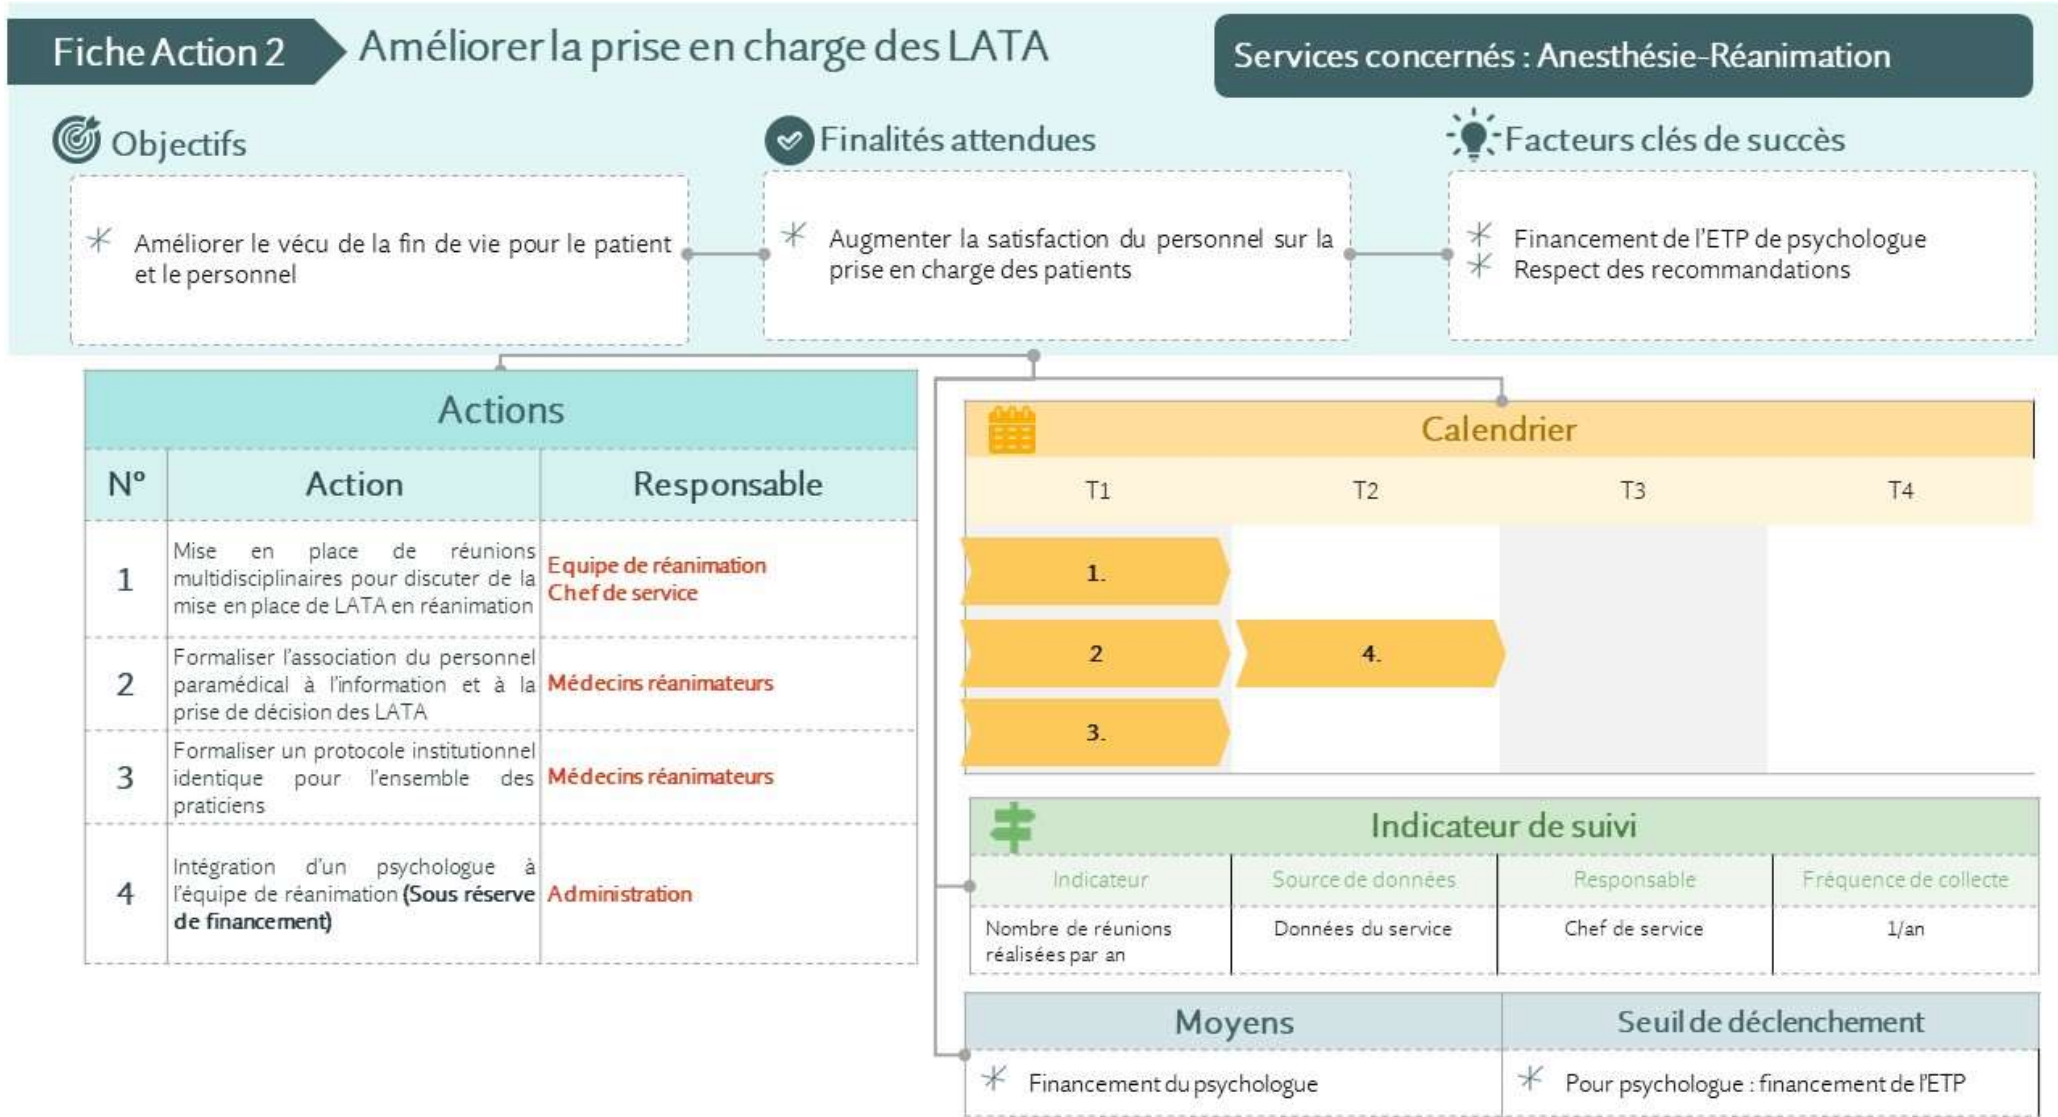 Fiche Action 2
Améliorer la prise en charge des LATA
Services concernés : Anesthésie-Réanimation
Objectifs
Améliorer le vécu de la fin de vie pour le patient
et le personnel
Finalités attendues
Augmenter la satisfaction du personnel sur la
prise en charge des patients
Facteurs clés de succès
Financement de l'ETP de psychologue
Respect des recommandations
Actions
N° Action Responsable
1
Mise en place de réunions
multidisciplinaires pour discuter de la
mise en place de LATA en réanimation
Equipe de réanimation
Chef de service
2
Formaliser l'association du personnel
paramédical à l'information et à la
prise de décision des LATA
Médecins réanimateurs
3
Formaliser un protocole institutionnel
identique pour l'ensemble des
praticiens
Médecins réanimateurs
4
Intégration d'un psychologue à
l'équipe de réanimation (Sous réserve
de financement)
Administration
Calendrier
T1 T2 T3 T4
1.
2 4.
3.
Indicateur de suivi
Indicateur Source de données Responsable Fréquence de collecte
Nombre de réunions
réalisées par an
Données du service
Chef de service
1/an
Moyens Seuil de déclenchement
Financement du psychologue
Pour psychologue : financement de l'ETP